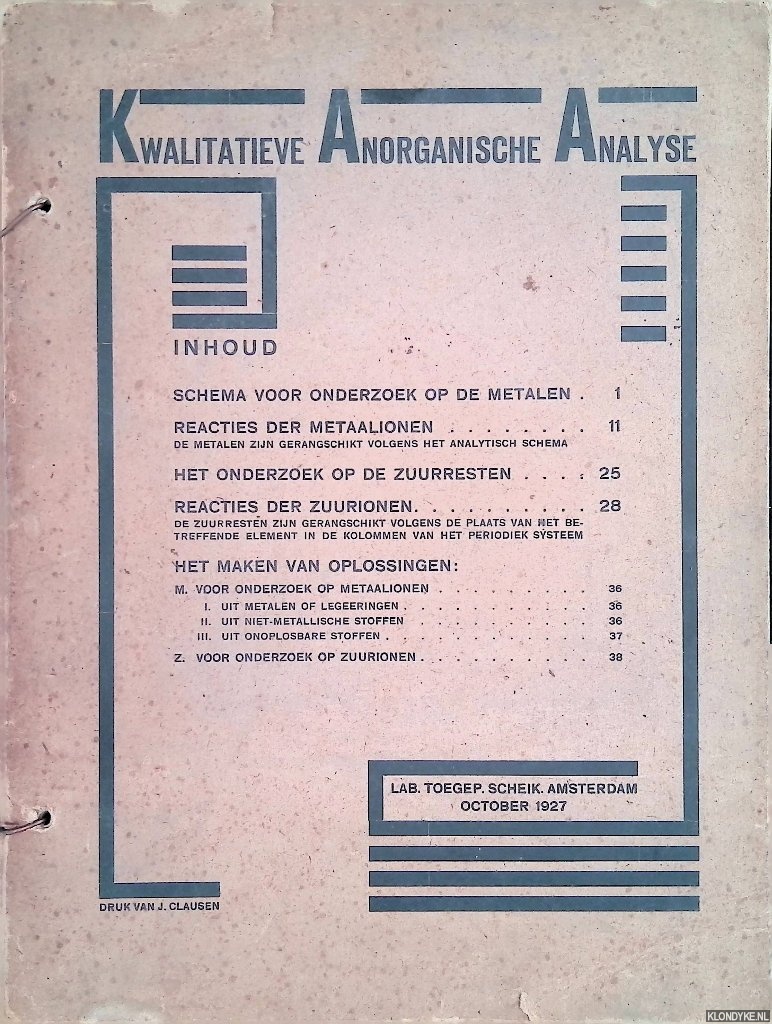 KWALITATIEVE ANORGANISCHE ANALYSE
INHOUD
SCHEMA VOOR ONDERZOEK OP DE METALEN . 1
REACTIES DER METAALIONEN . . . . . . . . 11
DE METALEN ZIJN GERANGSCHIKT VOLGENS HET ANALYTISCH SCHEMA
HET ONDERZOEK OP DE ZUURRESTEN . . . . 25
REACTIES DER ZUURIONEN. . . . . . . . . . 28
DE ZUURRESTEN ZIJN GERANGSCHIKT VOLGENS DE PLAATS VAN HET BE-
TREFFENDE ELEMENT IN DE KOLOMMEN VAN HET PERIODIEK SYSTEEM
HET MAKEN VAN OPLOSSINGEN:
M. VOOR ONDERZOEK OP METAALIONEN . . . . . . . . . . 36
I. UIT METALEN OF LEGEERINGEN . . . . . . . . . . . . 36
II. UIT NIET-METALLISCHE STOFFEN . . . . . . . . . . . 36
III. UIT ONOPLOSBARE STOFFEN . . . . . . . . . . . . . 37
Z. VOOR ONDERZOEK OP ZUURIONEN . . . . . . . . . . . 38
LAB. TOEGEP. SCHEIK. AMSTERDAM
OCTOBER 1927
DRUK VAN J. CLAUSEN
KLONDYKE.NL